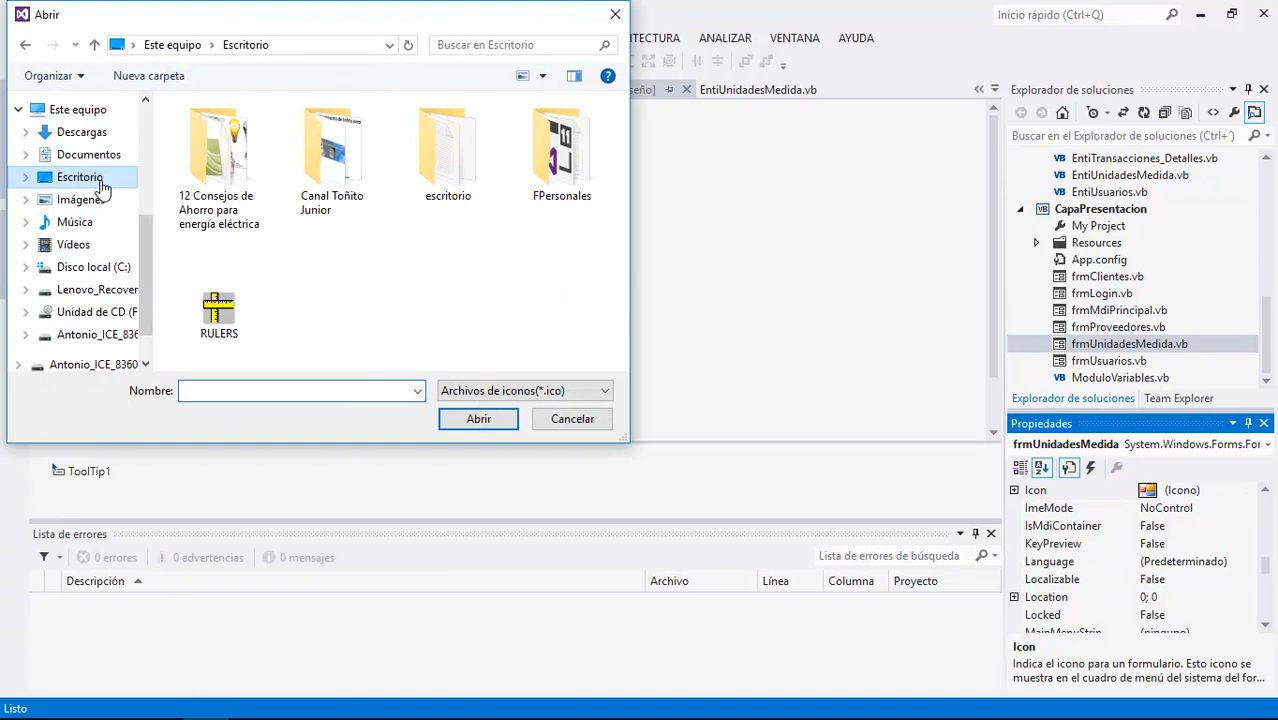 Abrir
Inicio rápido (Ctrl+Q)
Este equipo
Escritorio
Buscar en Escritorio
ANALIZAR
VENTANA
AYUDA
Organizar
Nueva carpeta
EntiUnidadesMedida.vb
Explorador de soluciones
Buscar en el Explorador de soluciones (Ctrl+
Este equipo
Descargas
Documentos
Escritorio
Imágenes
Música
Vídeos
Disco local (C:)
Lenovo_Recover
Unidad de CD (F
Antonio_ICE_836
Antonio_ICE_8360
12 Consejos de
Ahorro para
energía eléctrica
Canal Toñito
Junior
escritorio
FPersonales
RULERS
Nombre:
Archivos de iconos(*.ico)
Abrir
Cancelar
EntiTransacciones_Detalles.vb
EntiUnidadesMedida.vb
EntiUsuarios.vb
CapaPresentacion
My Project
Resources
App.config
frmClientes.vb
frmLogin.vb
frmMdiPrincipal.vb
frmProveedores.vb
frmUnidadesMedida.vb
frmUsuarios.vb
ModuloVariables.vb
Explorador de soluciones
Team Explorer
Propiedades
frmUnidadesMedida System.Windows.Forms.For
Icon (Icono)
ImeMode NoControl
IsMdiContainer False
KeyPreview False
Language (Predeterminado)
Localizable False
Location 0; 0
Locked False
MainMenuStrip (ninguno)
Icon
Indica el icono para un formulario. Esto icono se
muestra en el cuadro de menú del sistema del for...
ToolTip1
Lista de errores
0 errores
0 advertencias
0 mensajes
Lista de errores de búsqueda
Descripción
Archivo
Línea
Columna
Proyecto
Listo